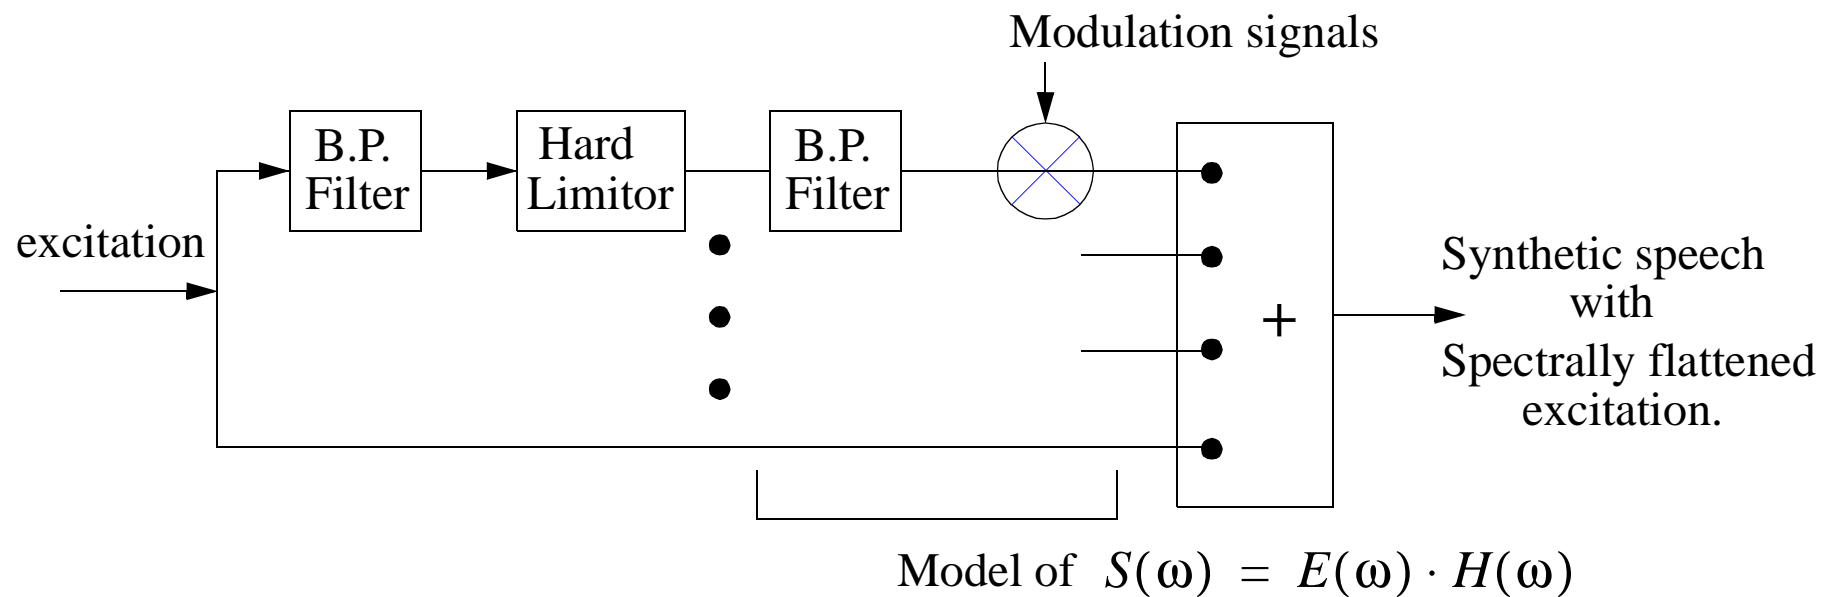 Modulation signals
B.P.
Filter
Hard
Limitor
B.P.
Filter
excitation
+
Synthetic speech
with
Spectrally flattened
excitation.
Model of S(ω) = E(ω) · H(ω)